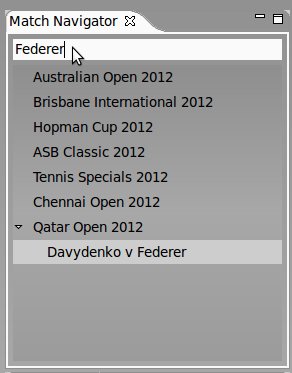 Match Navigator
Federer
Australian Open 2012
Brisbane International 2012
Hopman Cup 2012
ASB Classic 2012
Tennis Specials 2012
Chennai Open 2012
Qatar Open 2012
Davydenko v Federer